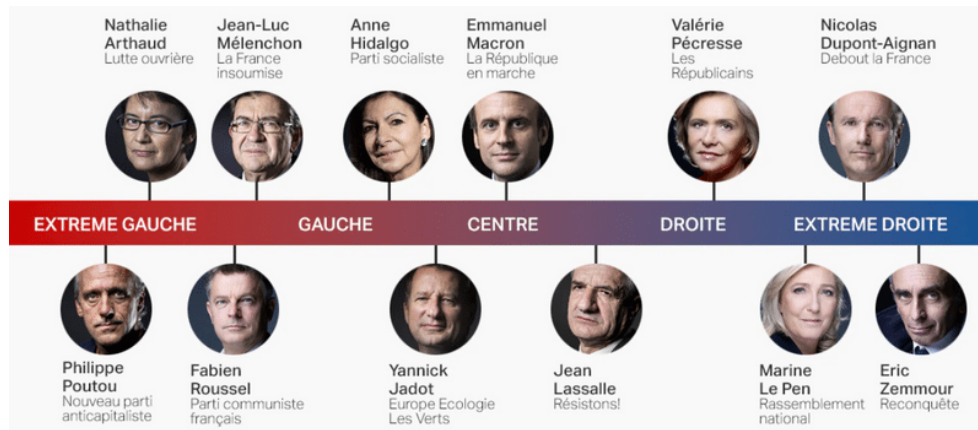 Nathalie
Arthaud
Lutte ouvrière
Jean-Luc
Mélenchon
La France
insoumise
Anne
Hidalgo
Parti socialiste
Emmanuel
Macron
La République
en marche
Valérie
Pécresse
Les
Républicains
Nicolas
Dupont-Aignan
Debout la France
EXTREME GAUCHE
GAUCHE
CENTRE
DROITE
EXTREME DROITE
Philippe
Poutou
Nouveau parti
anticapitaliste
Fabien
Roussel
Parti communiste
français
Yannick
Jadot
Europe Ecologie
Les Verts
Jean
Lassalle
Résistons!
Marine
Le Pen
Rassemblement
national
Eric
Zemmour
Reconquête